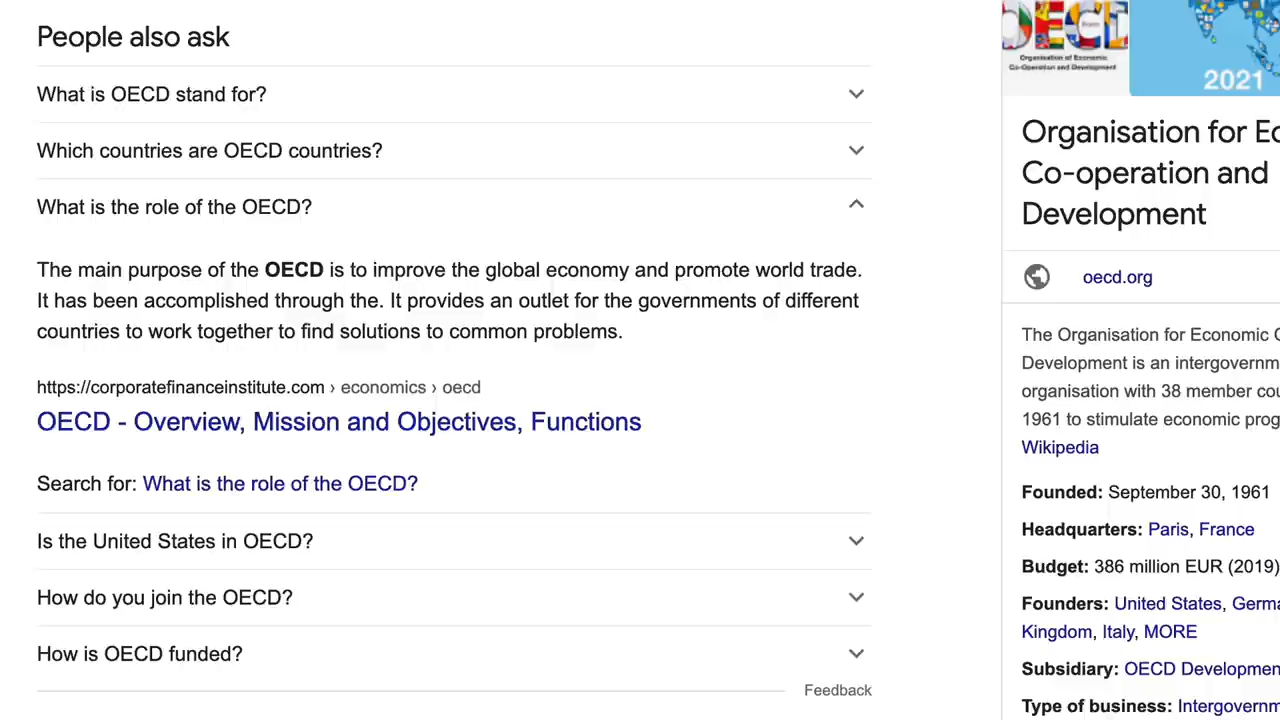 People also ask
What is OECD stand for?
Which countries are OECD countries?
What is the role of the OECD?
The main purpose of the OECD is to improve the global economy and promote world trade.
It has been accomplished through the. It provides an outlet for the governments of different
countries to work together to find solutions to common problems.
https://corporatefinanceinstitute.com › economics › oecd
OECD - Overview, Mission and Objectives, Functions
Search for: What is the role of the OECD?
Is the United States in OECD?
How do you join the OECD?
How is OECD funded?
Feedback
OECD
Organisation of Economic
Co-Operation and Development
2021
Organisation for Ec
Co-operation and
Development
oecd.org
The Organisation for Economic C
Development is an intergovernm
organisation with 38 member cou
1961 to stimulate economic prog
Wikipedia
Founded: September 30, 1961
Headquarters: Paris, France
Budget: 386 million EUR (2019)
Founders: United States, Germa
Kingdom, Italy, MORE
Subsidiary: OECD Developmen
Type of business: Intergovernm